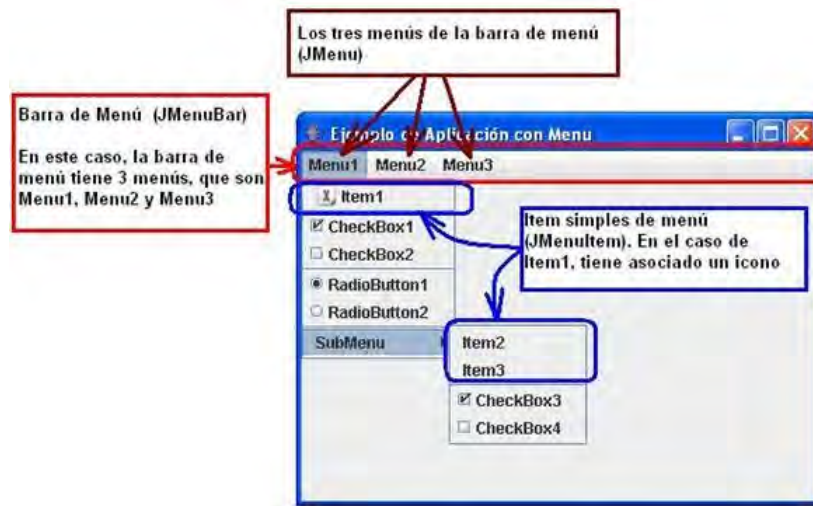 Los tres menús de la barra de menú
(JMenu)
Barra de Menú (JMenuBar)
En este caso, la barra de
menú tiene 3 menús, que son
Menu1, Menu2 y Menu3
Ejemplo de Aplicación con Menu
Menu1 Menu2 Menu3
Item1
CheckBox1
CheckBox2
RadioButton1
RadioButton2
SubMenu
Item simples de menú
(JMenuItem). En el caso de
Item1, tiene asociado un icono
Item2
Item3
CheckBox3
CheckBox4